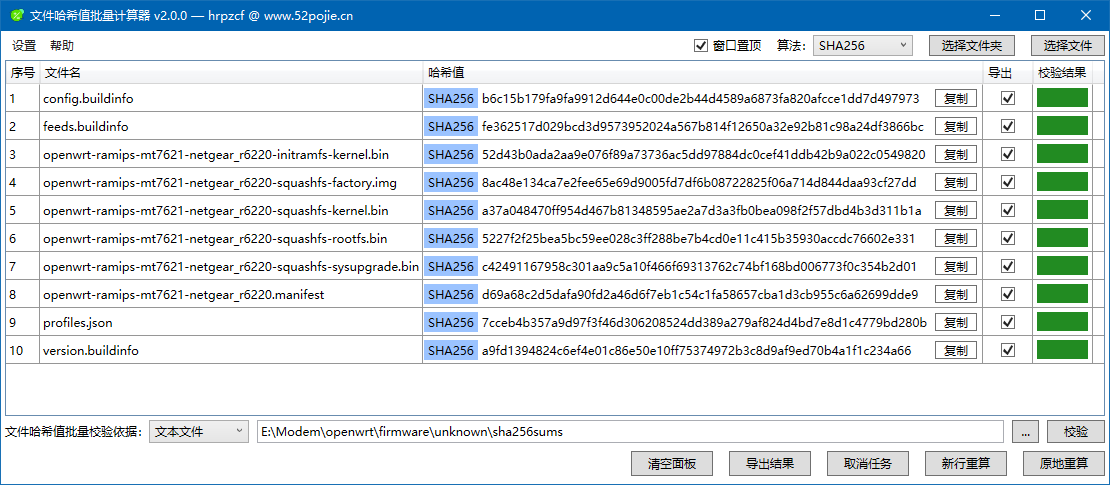 文件哈希值批量计算器 v2.0.0 — hrpzcf @ www.52pojie.cn
设置 帮助 窗口置顶 算法: SHA256 选择文件夹 选择文件
序号 文件名 哈希值 导出 校验结果
1 config.buildinfo SHA256 b6c15b179fa9fa9912d644e0c00de2b44d4589a6873fa820afcce1dd7d497973 复制
2 feeds.buildinfo SHA256 fe362517d029bcd3d9573952024a567b814f12650a32e92b81c98a24df3866bc 复制
3 openwrt-ramips-mt7621-netgear_r6220-initramfs-kernel.bin SHA256 52d43b0ada2aa9e076f89a73736ac5dd97884dc0cef41ddb42b9a022c0549820 复制
4 openwrt-ramips-mt7621-netgear_r6220-squashfs-factory.img SHA256 8ac48e134ca7e2fee65e69d9005fd7df6b08722825f06a714d844daa93cf27dd 复制
5 openwrt-ramips-mt7621-netgear_r6220-squashfs-kernel.bin SHA256 a37a048470ff954d467b81348595ae2a7d3a3fb0bea098f2f57dbd4b3d311b1a 复制
6 openwrt-ramips-mt7621-netgear_r6220-squashfs-rootfs.bin SHA256 5227f2f25bea5bc59ee028c3ff288be7b4cd0e11c415b35930accdc76602e331 复制
7 openwrt-ramips-mt7621-netgear_r6220-squashfs-sysupgrade.bin SHA256 c42491167958c301aa9c5a10f466f69313762c74bf168bd006773f0c354b2d01 复制
8 openwrt-ramips-mt7621-netgear_r6220.manifest SHA256 d69a68c2d5dafa90fd2a46d6f7eb1c54c1fa58657cba1d3cb955c6a62699dde9 复制
9 profiles.json SHA256 7cceb4b357a9d97f3f46d306208524dd389a279af824d4bd7e8d1c4779bd280b 复制
10 version.buildinfo SHA256 a9fd1394824c6ef4e01c86e50e10ff75374972b3c8d9af9ed70b4a1f1c234a66 复制
文件哈希值批量校验依据: 文本文件 E:\Modem\openwrt\firmware\unknown\sha256sums ... 校验
清空面板 导出结果 取消任务 新行重算 原地重算